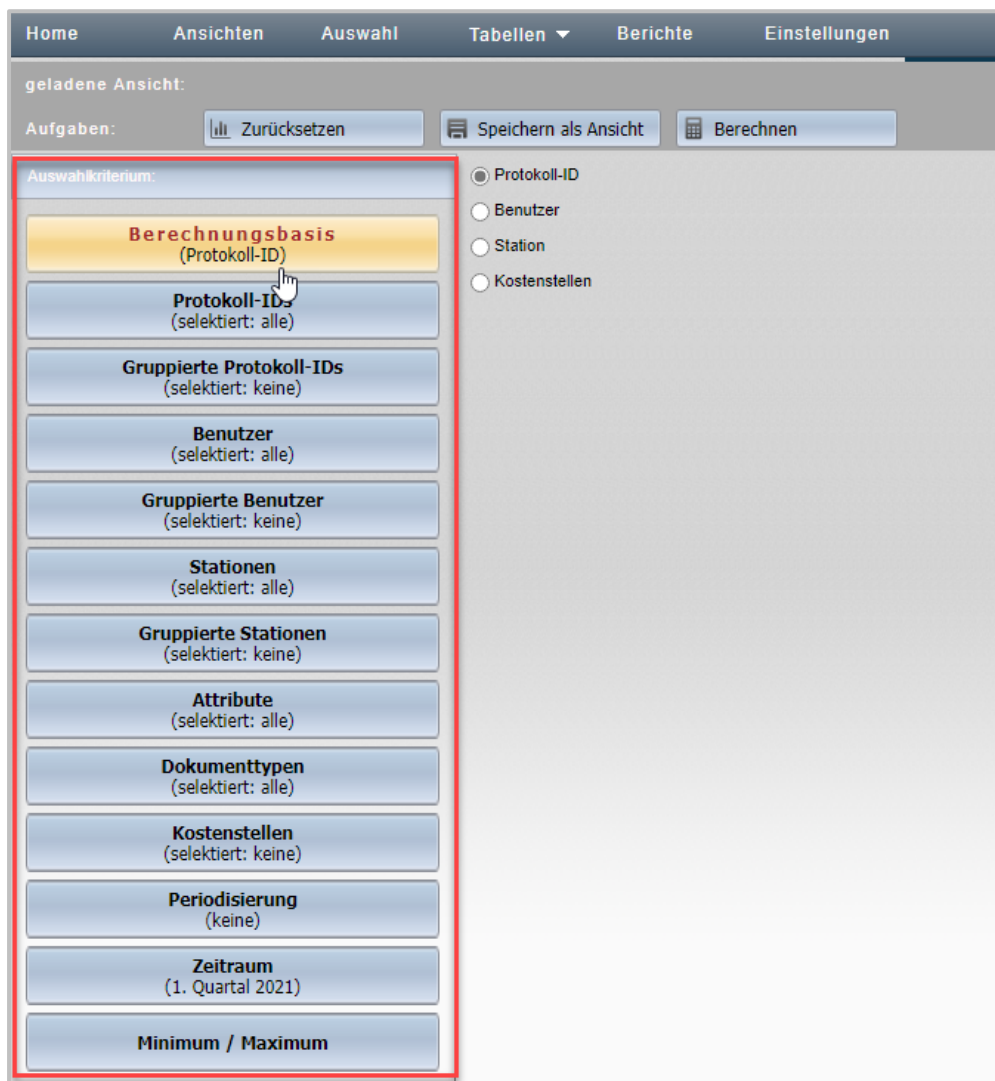 Home Ansichten Auswahl Tabellen Berichte Einstellungen
geladene Ansicht:
Aufgaben: Zurücksetzen Speichern als Ansicht Berechnen
Auswahlkriterium:
Berechnungsbasis
(Protokoll-ID)
Protokoll-IDs
(selektiert: alle)
Gruppierte Protokoll-IDs
(selektiert: keine)
Benutzer
(selektiert: alle)
Gruppierte Benutzer
(selektiert: keine)
Stationen
(selektiert: alle)
Gruppierte Stationen
(selektiert: keine)
Attribute
(selektiert: alle)
Dokumenttypen
(selektiert: alle)
Kostenstellen
(selektiert: keine)
Periodisierung
(keine)
Zeitraum
(1. Quartal 2021)
Minimum / Maximum
Protokoll-ID
Benutzer
Station
Kostenstellen